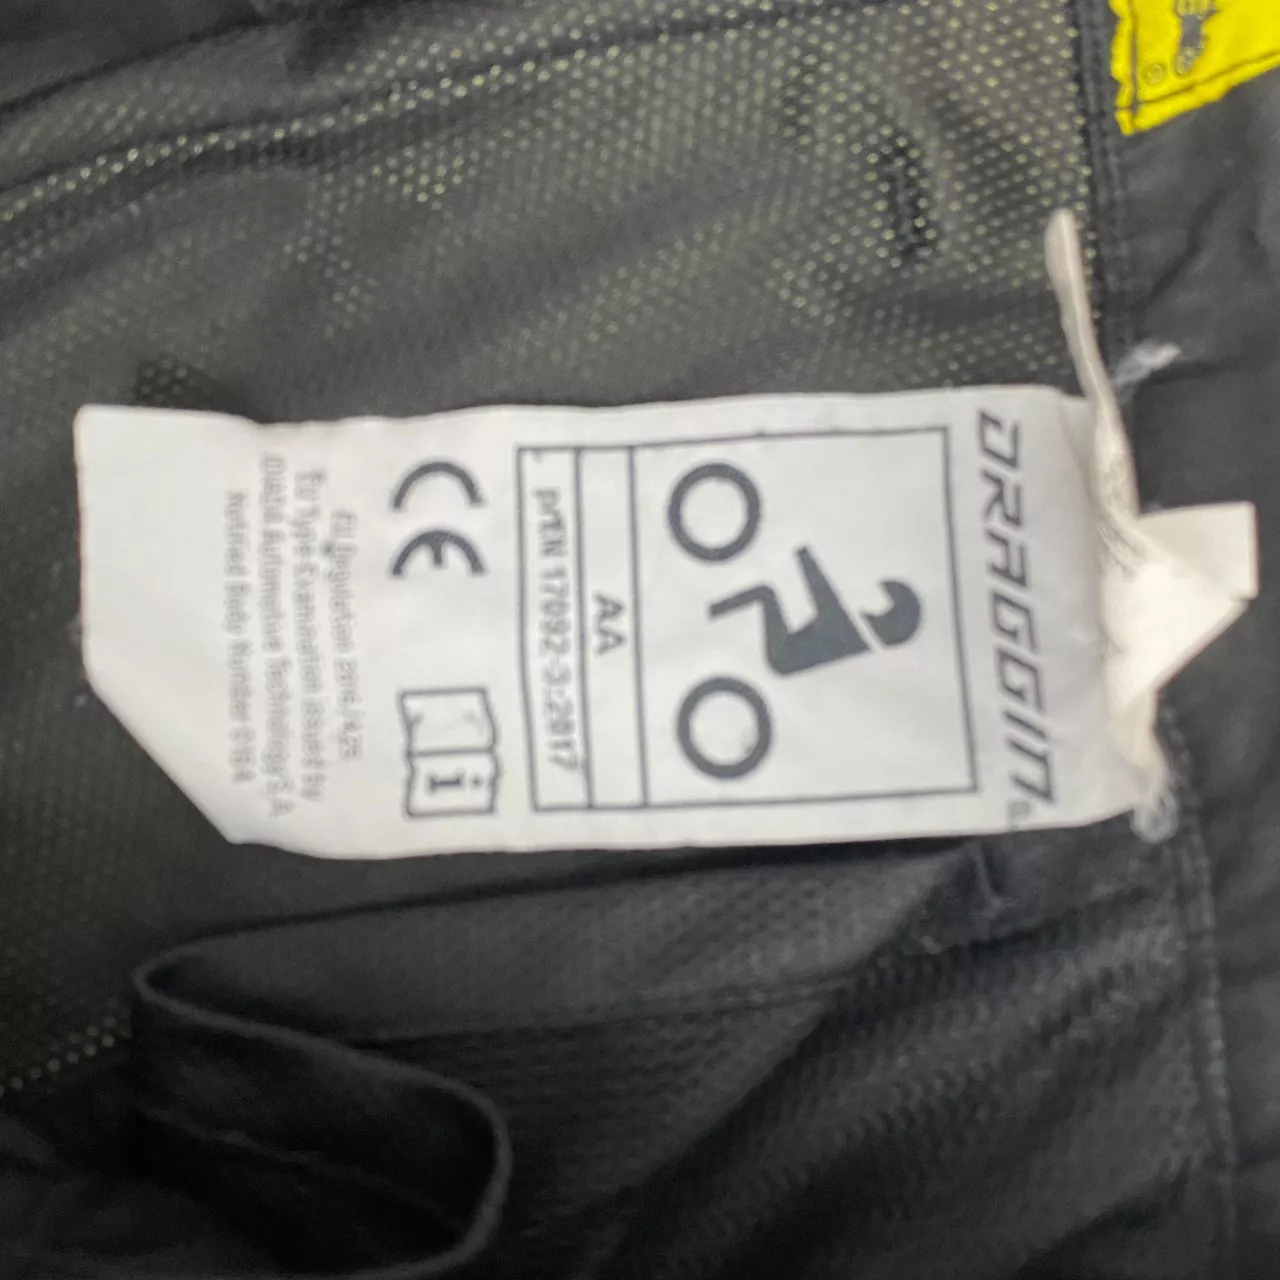 DRAGGIN
AA
prEN 17092-3:2017
CE
i
EU Regulation 2016/425
EU Type-Examination issued by
Automotive Technology S.A
Notified Body Number 0164